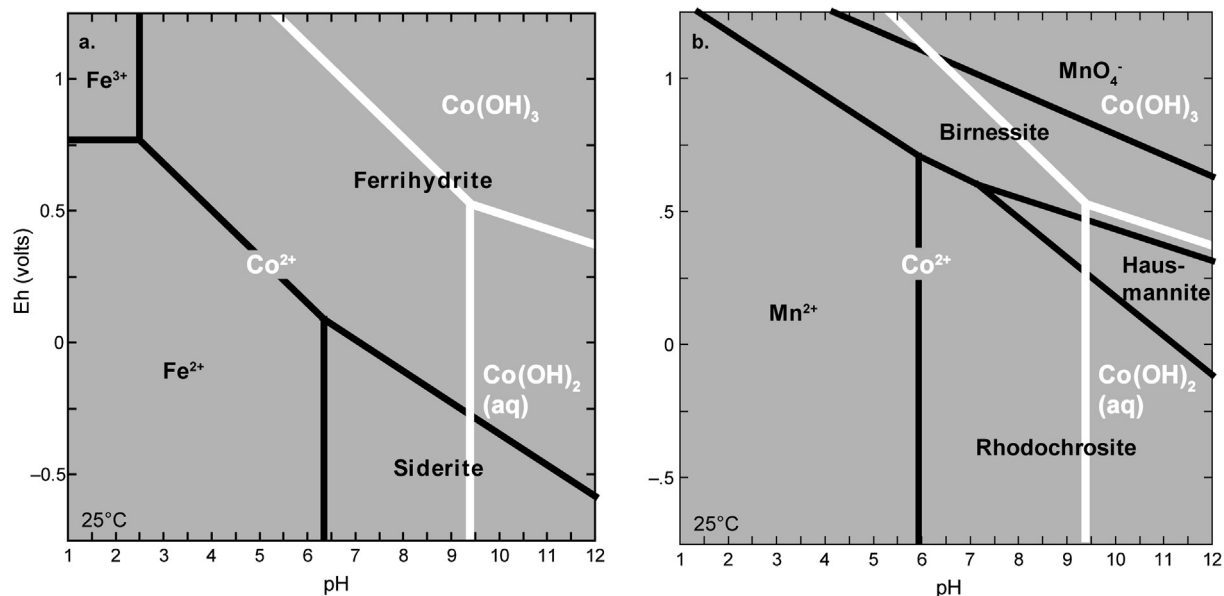 a.
Fe³⁺
Co(OH)₃
Ferrihydrite
Co²⁺
Fe²⁺
Co(OH)₂
(aq)
Siderite
25°C
1
0.5
0
–0.5
Eh (volts)
1 2 3 4 5 6 7 8 9 10 11 12
pH
b.
MnO₄⁻
Co(OH)₃
Birnessite
Co²⁺
Haus-
mannite
Mn²⁺
Co(OH)₂
(aq)
Rhodochrosite
25°C
1
.5
0
–.5
1 2 3 4 5 6 7 8 9 10 11 12
pH